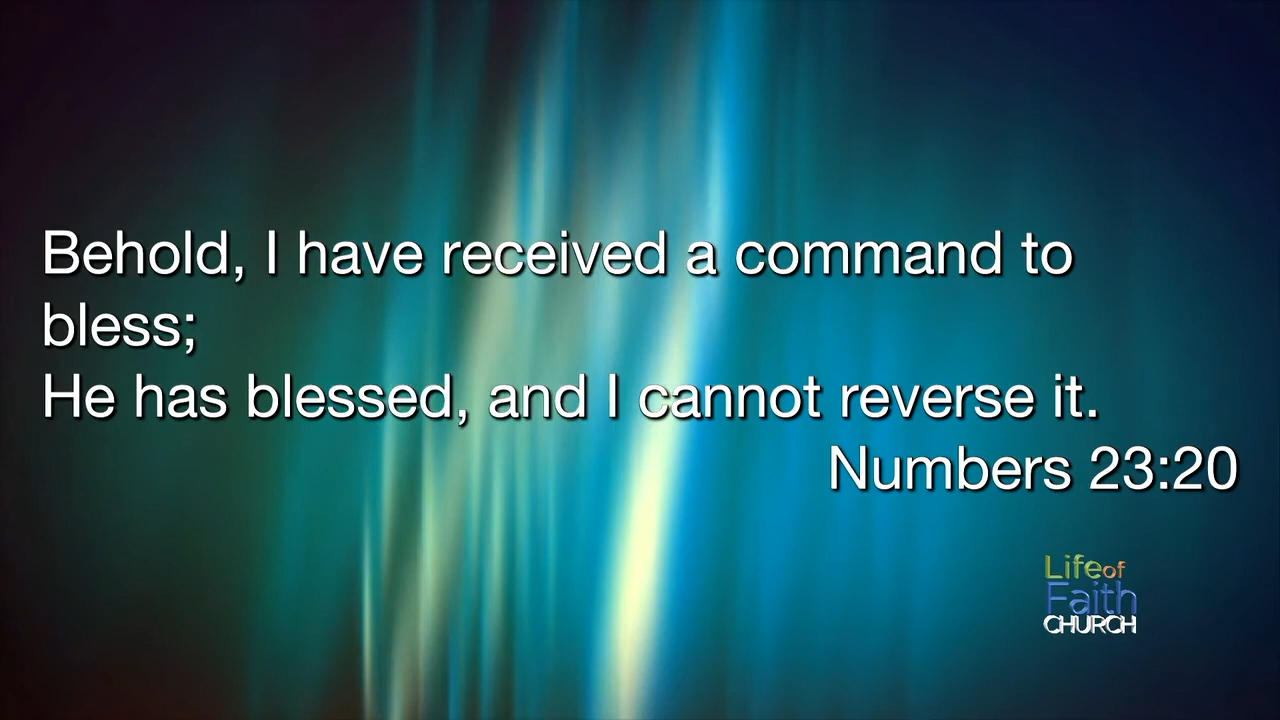 Behold, I have received a command to
bless;
He has blessed, and I cannot reverse it.
Numbers 23:20
Life of
Faith
CHURCH